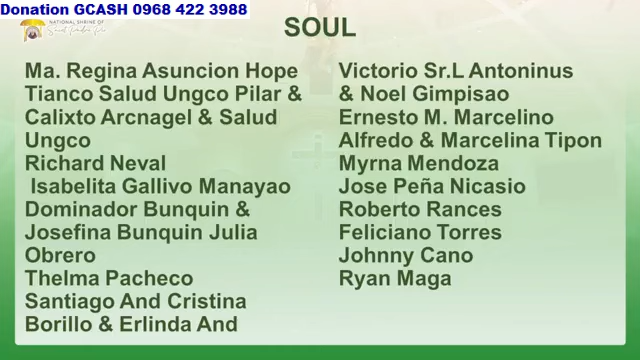 Donation GCASH 0968 422 3988
NATIONAL SHRINE OF
SOUL
Ma. Regina Asuncion Hope
Tianco Salud Ungco Pilar &
Calixto Arcnagel & Salud
Ungco
Richard Neval
Isabelita Gallivo Manayao
Dominador Bunquin &
Josefina Bunquin Julia
Obrero
Thelma Pacheco
Santiago And Cristina
Borillo & Erlinda And
Victorio Sr.L Antoninus
& Noel Gimpisao
Ernesto M. Marcelino
Alfredo & Marcelina Tipon
Myrna Mendoza
Jose Peña Nicasio
Roberto Rances
Feliciano Torres
Johnny Cano
Ryan Maga